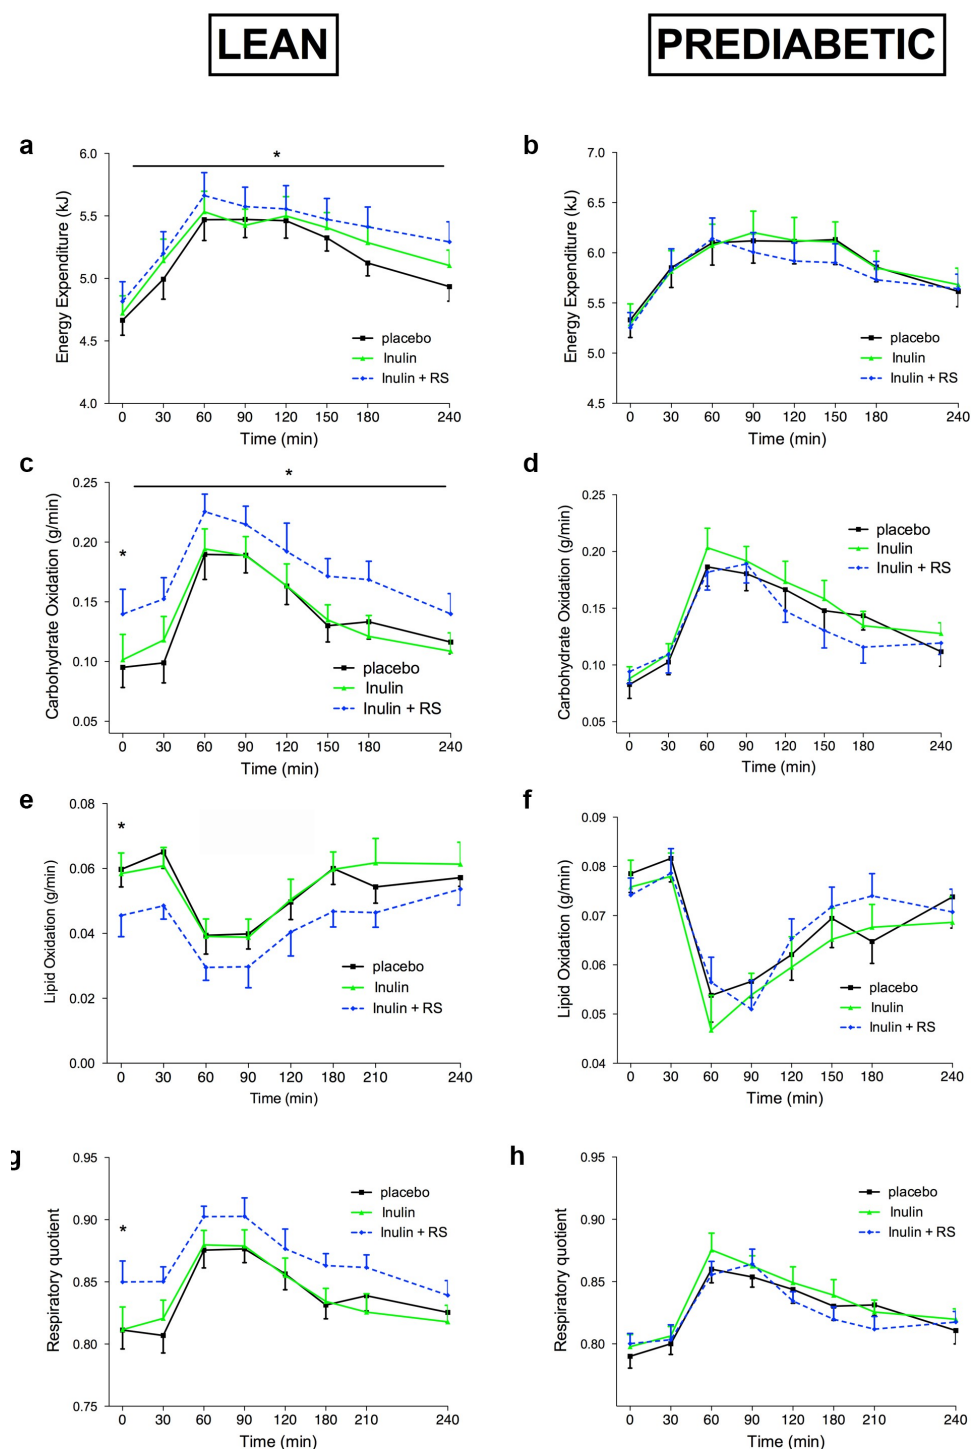 LEAN
PREDIABETIC
a
*
6.0
5.5
5.0
4.5
4.0
Energy Expenditure (kJ)
placebo
Inulin
Inulin + RS
0 30 60 90 120 150 180 240
Time (min)
b
7.0
6.5
6.0
5.5
5.0
4.5
Energy Expenditure (kJ)
placebo
Inulin
Inulin + RS
0 30 60 90 120 150 180 240
Time (min)
c
*
*
0.25
0.20
0.15
0.10
0.05
Carbohydrate Oxidation (g/min)
placebo
Inulin
Inulin + RS
0 30 60 90 120 150 180 240
Time (min)
d
0.25
0.20
0.15
0.10
0.05
Carbohydrate Oxidation (g/min)
placebo
Inulin
Inulin + RS
0 30 60 90 120 150 180 240
Time (min)
e
*
0.08
0.06
0.04
0.02
0.00
Lipid Oxidation (g/min)
placebo
Inulin
Inulin + RS
0 30 60 90 120 180 210 240
Time (min)
f
0.09
0.08
0.07
0.06
0.05
0.04
Lipid Oxidation (g/min)
placebo
Inulin
Inulin + RS
0 30 60 90 120 150 180 240
Time (min)
g
*
0.95
0.90
0.85
0.80
0.75
Respiratory quotient
placebo
Inulin
Inulin + RS
0 30 60 90 120 180 210 240
Time (min)
h
0.95
0.90
0.85
0.80
Respiratory quotient
placebo
Inulin
Inulin + RS
0 30 60 90 120 180 210 240
Time (min)